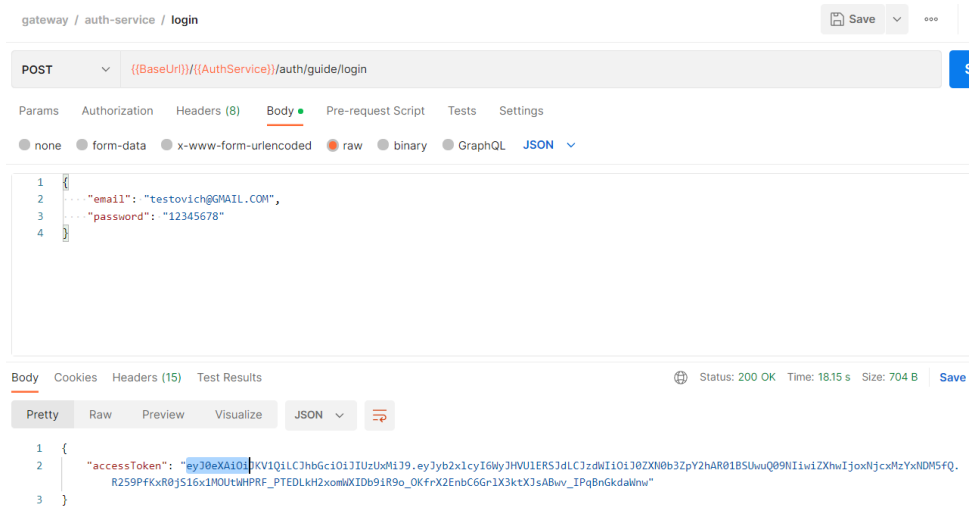 gateway / auth-service / login
Save
POST
{{BaseUrl}}/{{AuthService}}/auth/guide/login
Params Authorization Headers (8) Body Pre-request Script Tests Settings
none form-data x-www-form-urlencoded raw binary GraphQL JSON
1 {
2 "email": "testovich@GMAIL.COM",
3 "password": "12345678"
4 }
Body Cookies Headers (15) Test Results
Status: 200 OK Time: 18.15 s Size: 704 B Save
Pretty Raw Preview Visualize JSON
1 {
2 "accessToken": "eyJ0eXAiOiJKV1QiLCJhbGciOiJIUzUxMiJ9.eyJyb2xlcyI6WyJHVUlERSJdLCJzdWIiOiJ0ZXN0b3ZpY2hAR01BSUwuQ09NIiwiZXhwIjoxNjcxMzYxNDM5fQ.
R259PfKxR0jS16x1MOUtWHPRF_PTEDLkH2xomWXIDb9iR9o_OKfrX2EnbC6GrlX3ktXJsABwv_IPqBnGkdaWnw"
3 }